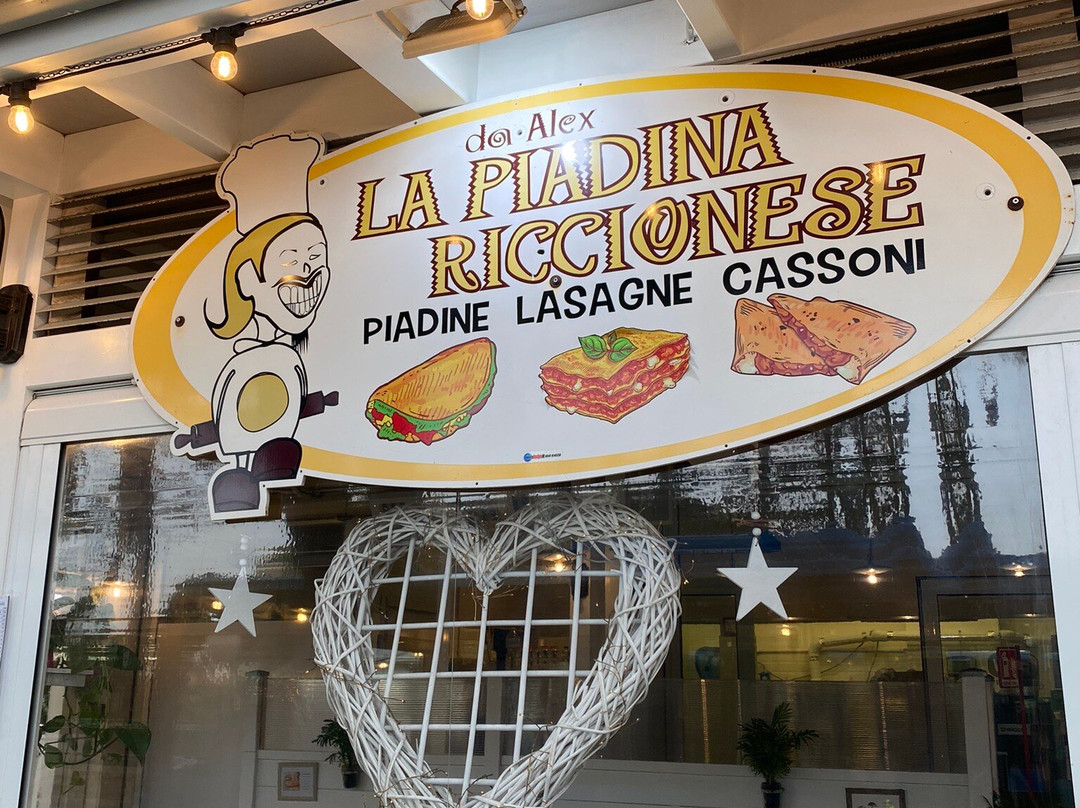 da Alex
LA PIADINA
RICCIONESE
PIADINE LASAGNE CASSONI